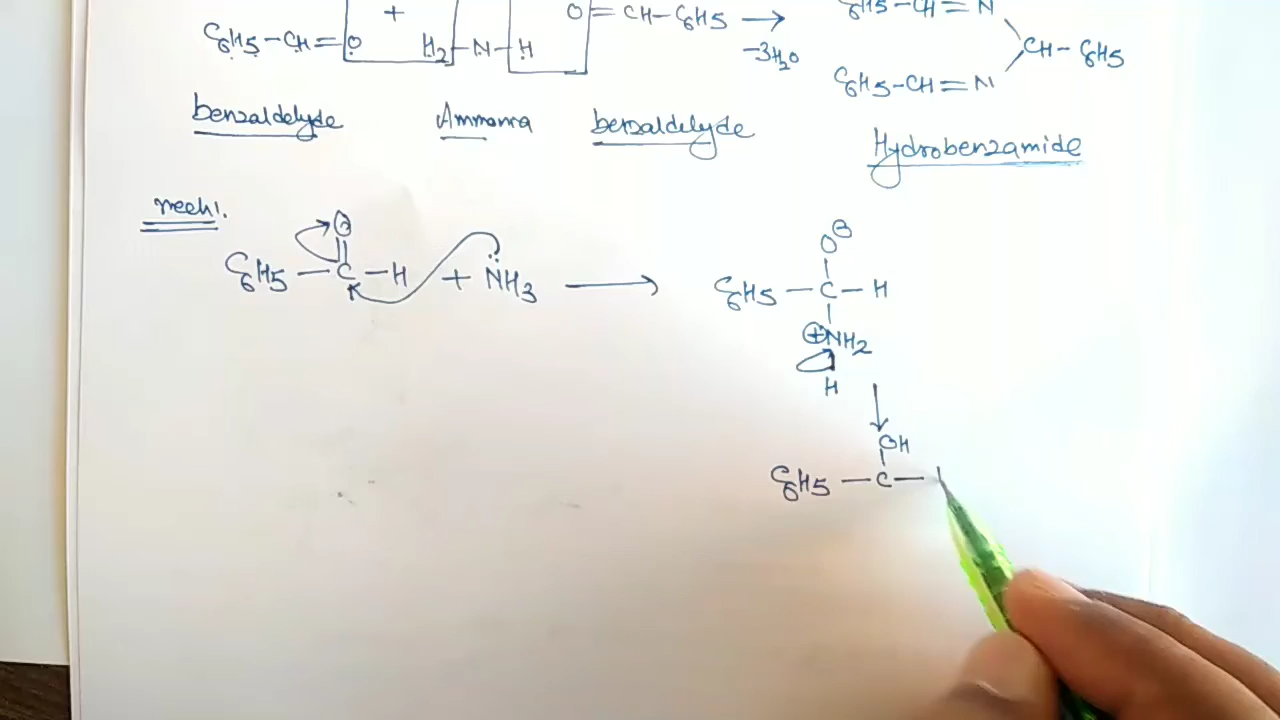 C6H5-CH=N
+ O=CH-C6H5 →
C6H5-CH=O H2-N-H -3H2O CH-C6H5
C6H5-CH=N
benzaldelyde Ammonia benzaldelyde Hydrobenzamide
mech!.
O O⊖
C6H5-C-H + N̈H3 → C6H5-C-H
⊕NH2
H
OH
C6H5-C-